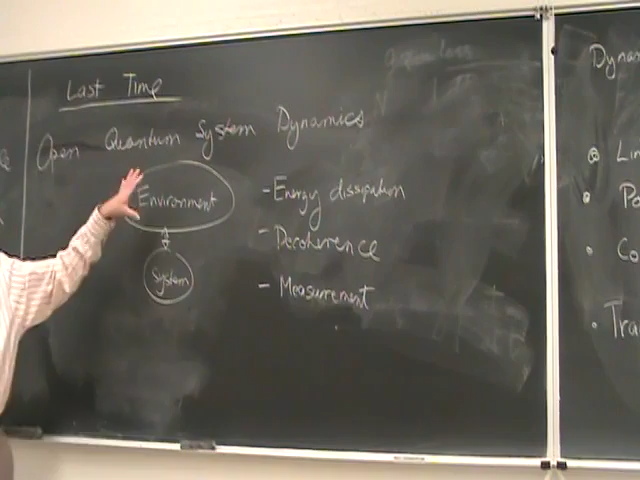 Last Time
Open Quantum System Dynamics
Environment
System
- Energy dissipation
- Decoherence
- Measurement